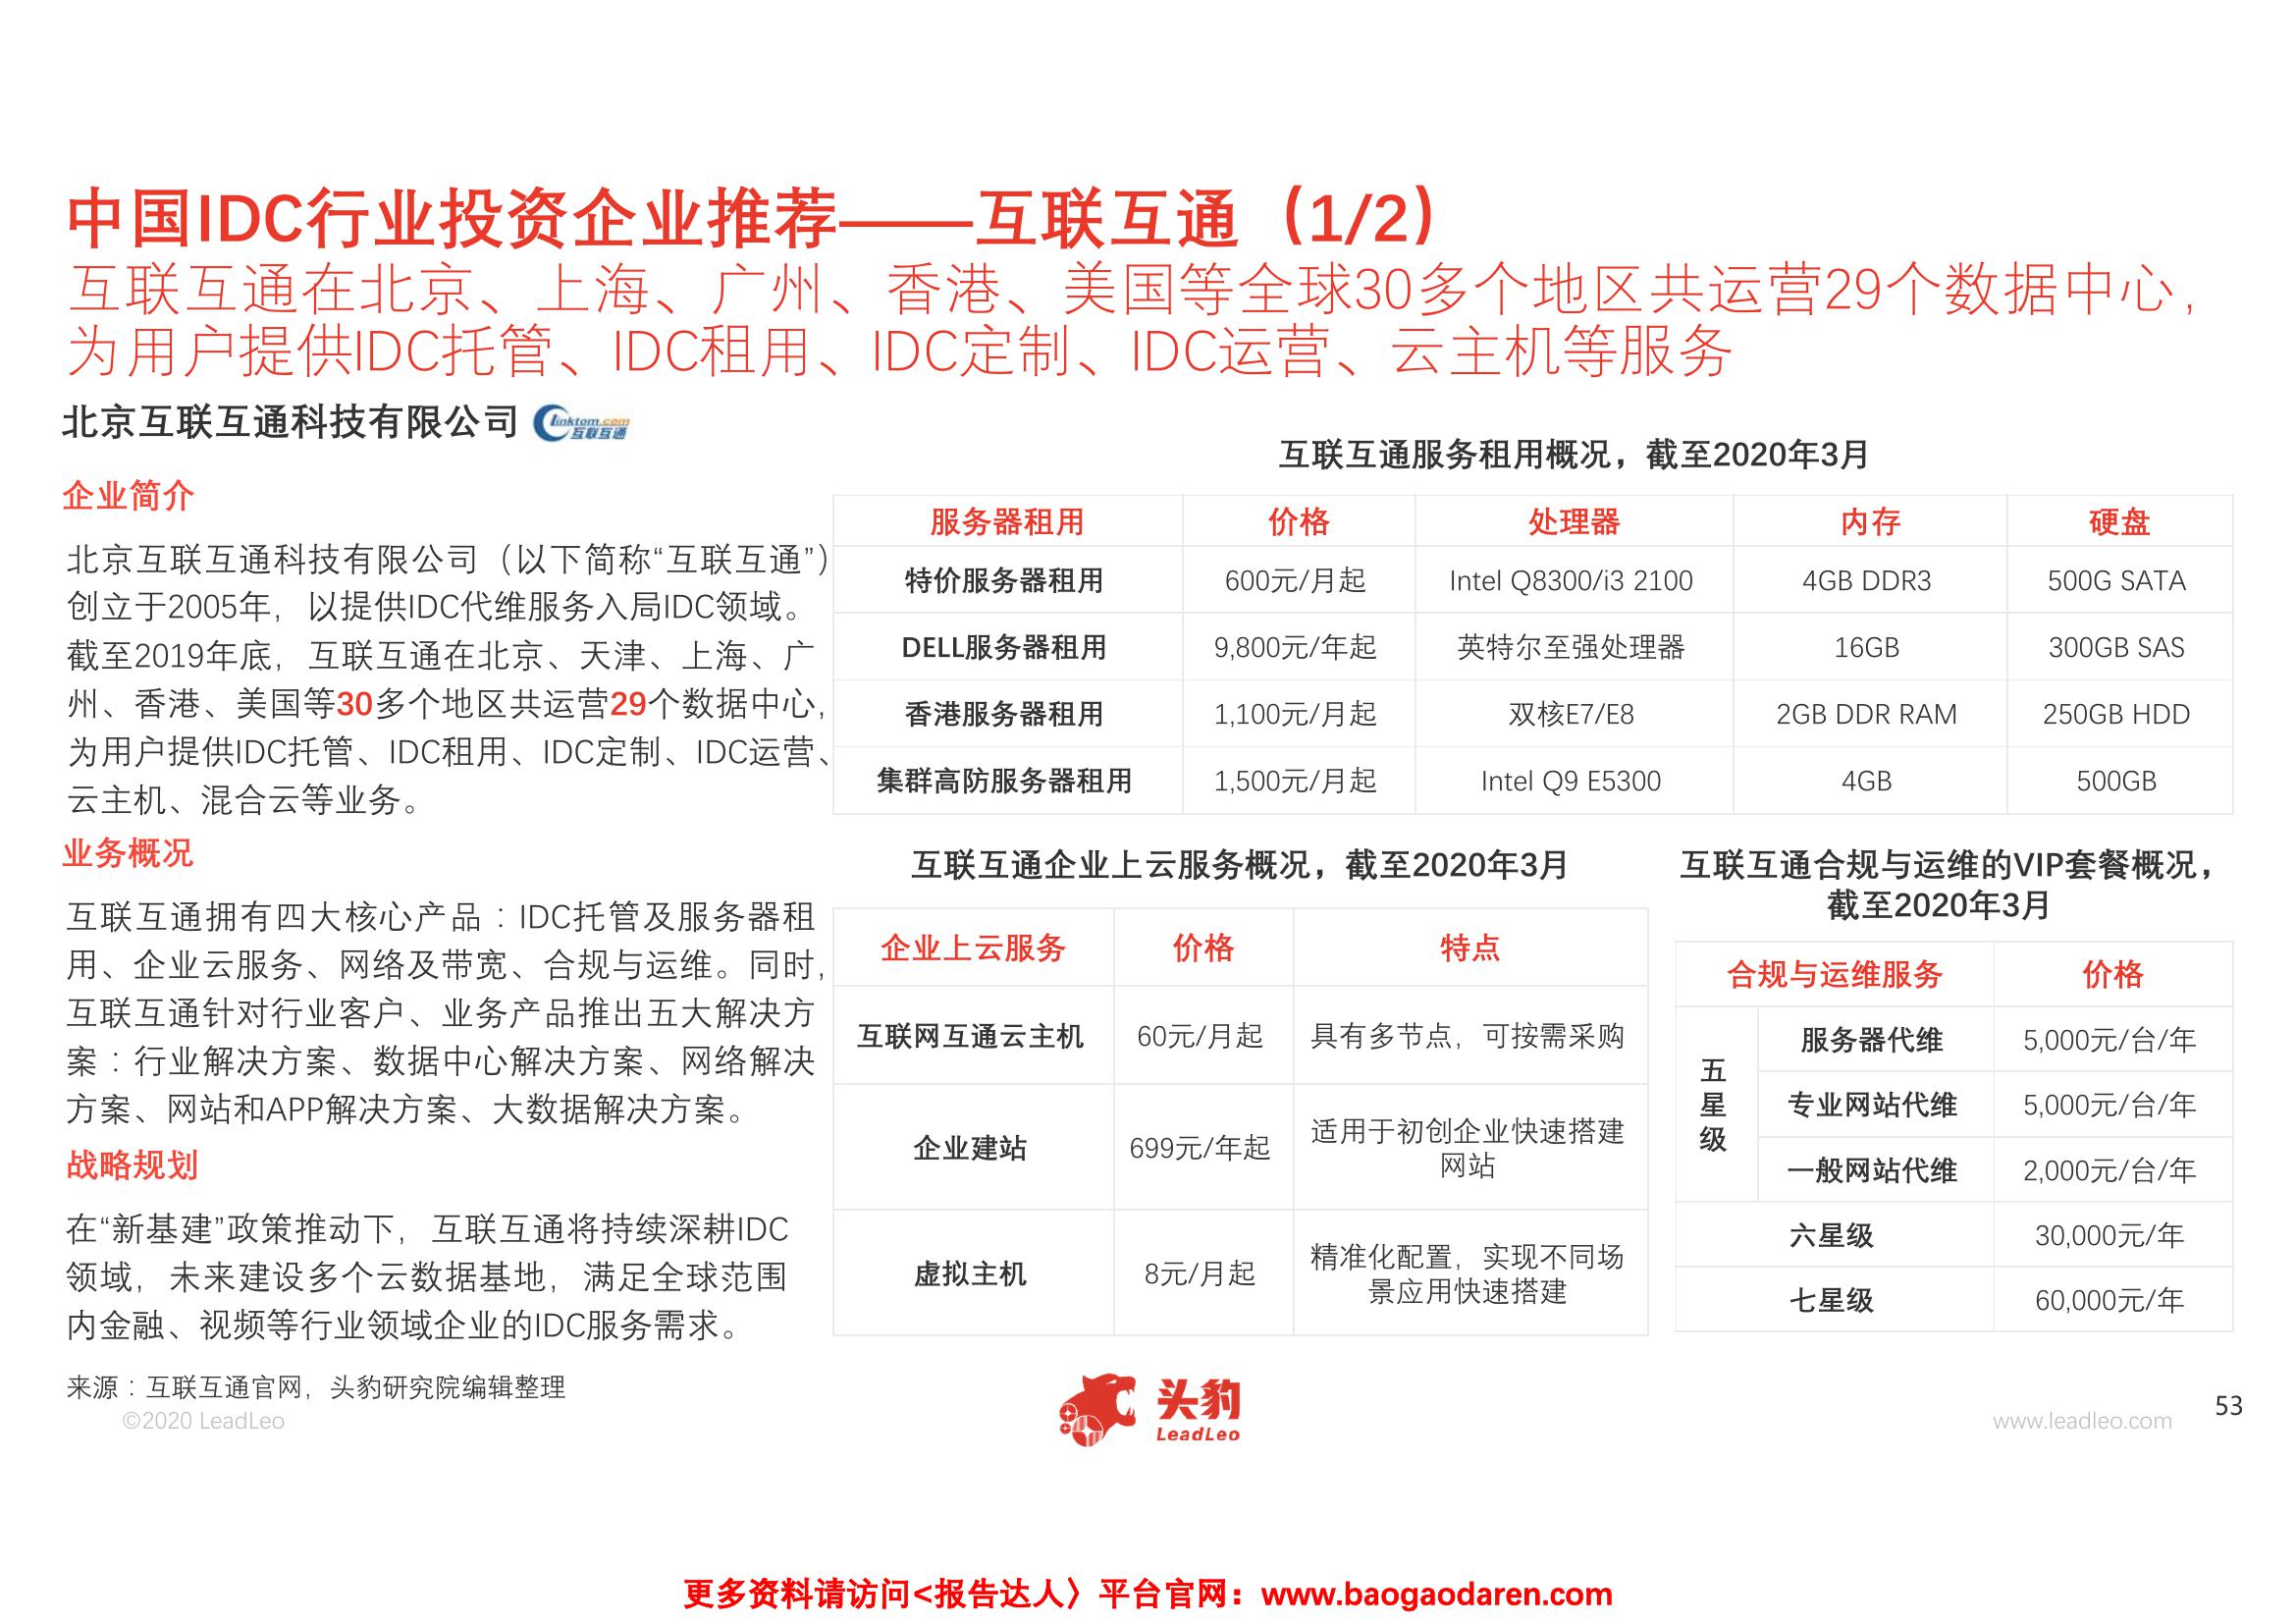 中国IDC行业投资企业推荐——互联互通（1/2）
互联互通在北京、上海、广州、香港、美国等全球30多个地区共运营29个数据中心，
为用户提供IDC托管、IDC租用、IDC定制、IDC运营、云主机等服务
北京互联互通科技有限公司
linktom.com
互联互通
企业简介
北京互联互通科技有限公司（以下简称“互联互通”）
创立于2005年，以提供IDC代维服务入局IDC领域。
截至2019年底，互联互通在北京、天津、上海、广
州、香港、美国等30多个地区共运营29个数据中心，
为用户提供IDC托管、IDC租用、IDC定制、IDC运营、
云主机、混合云等业务。
业务概况
互联互通拥有四大核心产品：IDC托管及服务器租
用、企业云服务、网络及带宽、合规与运维。同时，
互联互通针对行业客户、业务产品推出五大解决方
案：行业解决方案、数据中心解决方案、网络解决
方案、网站和APP解决方案、大数据解决方案。
战略规划
在“新基建”政策推动下，互联互通将持续深耕IDC
领域，未来建设多个云数据基地，满足全球范围
内金融、视频等行业领域企业的IDC服务需求。
互联互通服务租用概况，截至2020年3月
服务器租用 价格 处理器 内存 硬盘
特价服务器租用 600元/月起 Intel Q8300/i3 2100 4GB DDR3 500G SATA
DELL服务器租用 9,800元/年起 英特尔至强处理器 16GB 300GB SAS
香港服务器租用 1,100元/月起 双核E7/E8 2GB DDR RAM 250GB HDD
集群高防服务器租用 1,500元/月起 Intel Q9 E5300 4GB 500GB
互联互通企业上云服务概况，截至2020年3月
企业上云服务 价格 特点
互联网互通云主机 60元/月起 具有多节点，可按需采购
企业建站 699元/年起 适用于初创企业快速搭建
网站
虚拟主机 8元/月起 精准化配置，实现不同场
景应用快速搭建
互联互通合规与运维的VIP套餐概况，
截至2020年3月
合规与运维服务 价格
五星级 服务器代维 5,000元/台/年
专业网站代维 5,000元/台/年
一般网站代维 2,000元/台/年
六星级 30,000元/年
七星级 60,000元/年
来源：互联互通官网，头豹研究院编辑整理
©2020 LeadLeo
头豹
LeadLeo
www.leadleo.com
53
更多资料请访问<报告达人〉平台官网：www.baogaodaren.com